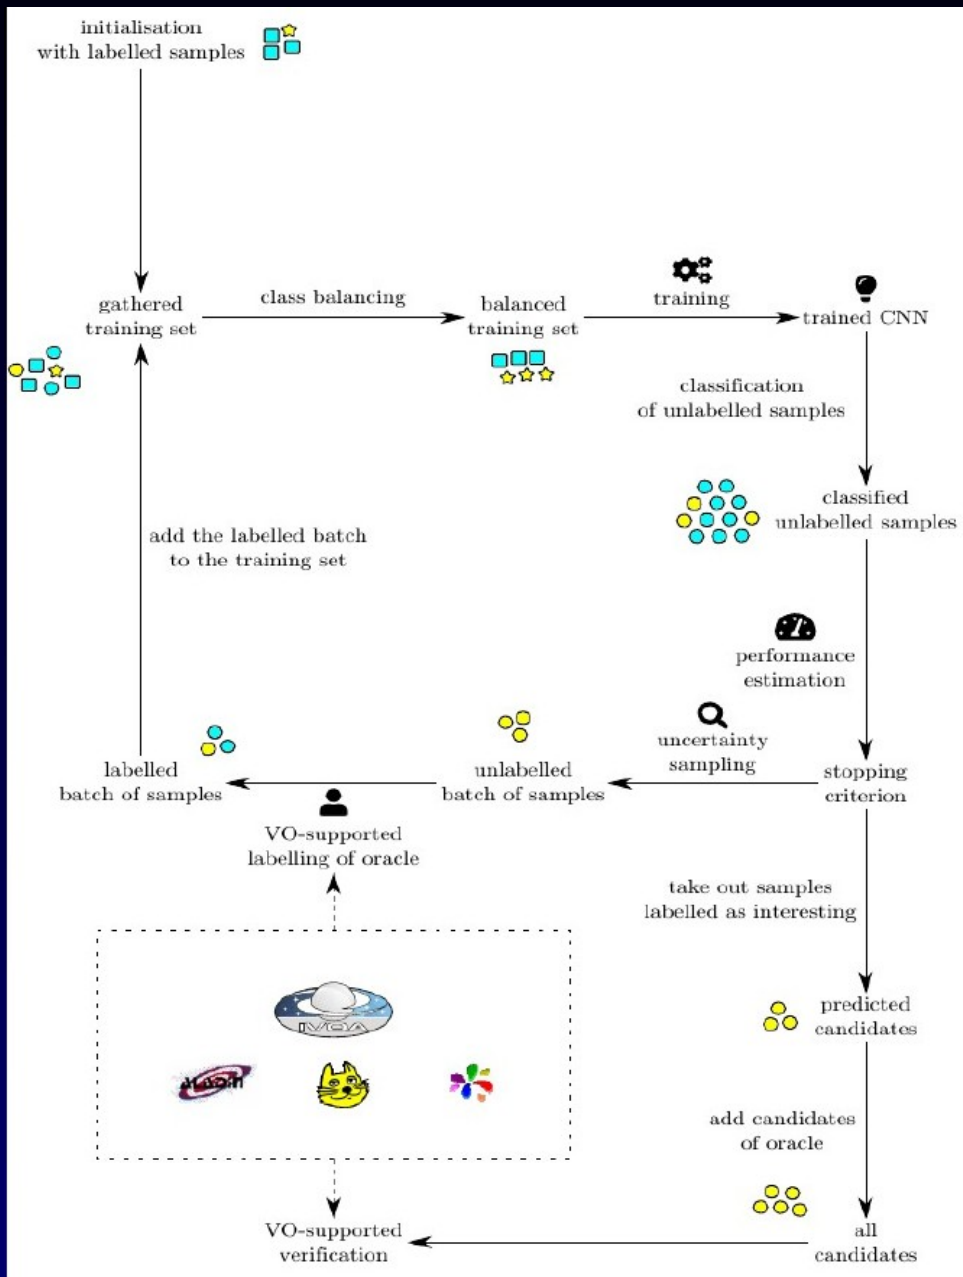 initialisation
with labelled samples
gathered
training set
class balancing
balanced
training set
training
trained CNN
classification
of unlabelled samples
classified
unlabelled samples
add the labelled batch
to the training set
performance
estimation
uncertainty
sampling
stopping
criterion
unlabelled
batch of samples
labelled
batch of samples
VO-supported
labelling of oracle
take out samples
labelled as interesting
IVOA
ALADIN
predicted
candidates
add candidates
of oracle
all
candidates
VO-supported
verification